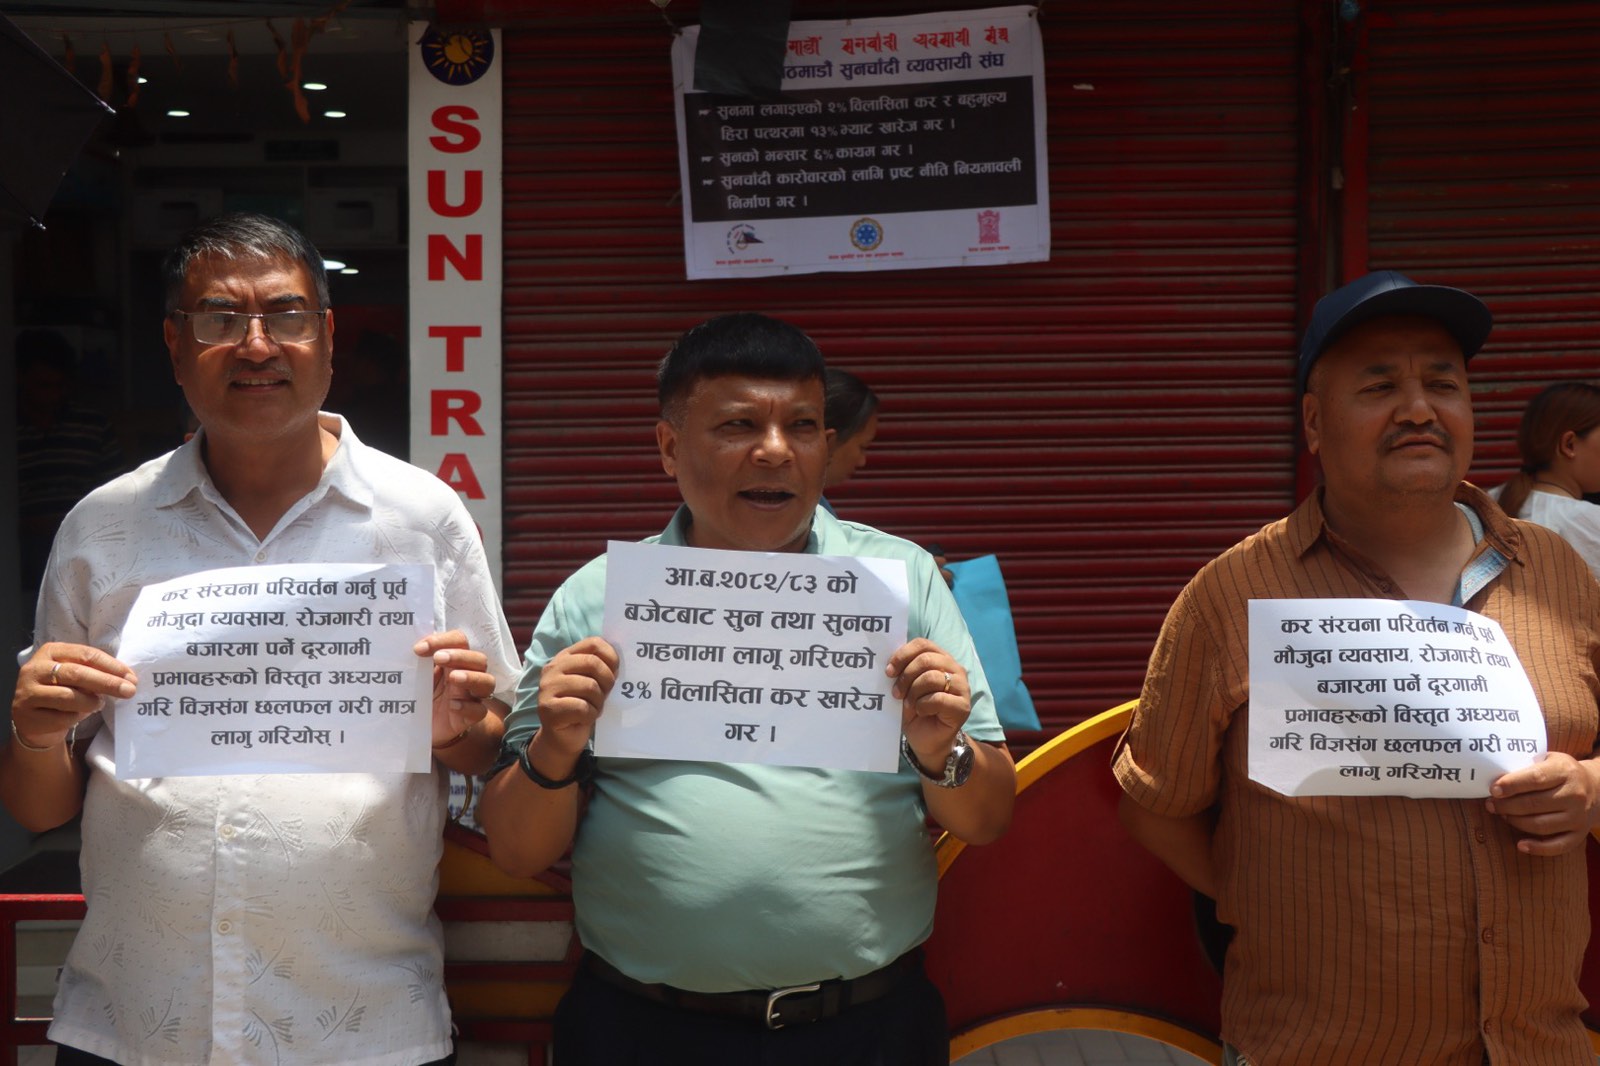 SUN TRA
सुनचाँदी व्यवसायी संघ
ठमाडौं सुनचाँदी व्यवसायी संघ
सुनमा लगाइएको २% विलासिता कर र बहुमूल्य
हिरा पत्थरमा १३% भ्याट खारेज गर ।
सुनको भन्सार ६% कायम गर ।
सुनचाँदी कारोवारको लागि प्रष्ट नीति नियमावली
निर्माण गर ।
कर संरचना परिवर्तन गर्नु पूर्व
मौजुदा व्यवसाय, रोजगारी तथा
बजारमा पर्ने दूरगामी
प्रभावहरूको विस्तृत अध्ययन
गरि विज्ञसंग छलफल गरी मात्र
लागु गरियोस् ।
आ.ब.२०८२/८३ को
बजेटबाट सुन तथा सुनका
गहनामा लागू गरिएको
२% विलासिता कर खारेज
गर ।
कर संरचना परिवर्तन गर्नु पूर्व
मौजुदा व्यवसाय, रोजगारी तथा
बजारमा पर्ने दूरगामी
प्रभावहरूको विस्तृत अध्ययन
गरि विज्ञसंग छलफल गरी मात्र
लागु गरियोस् ।